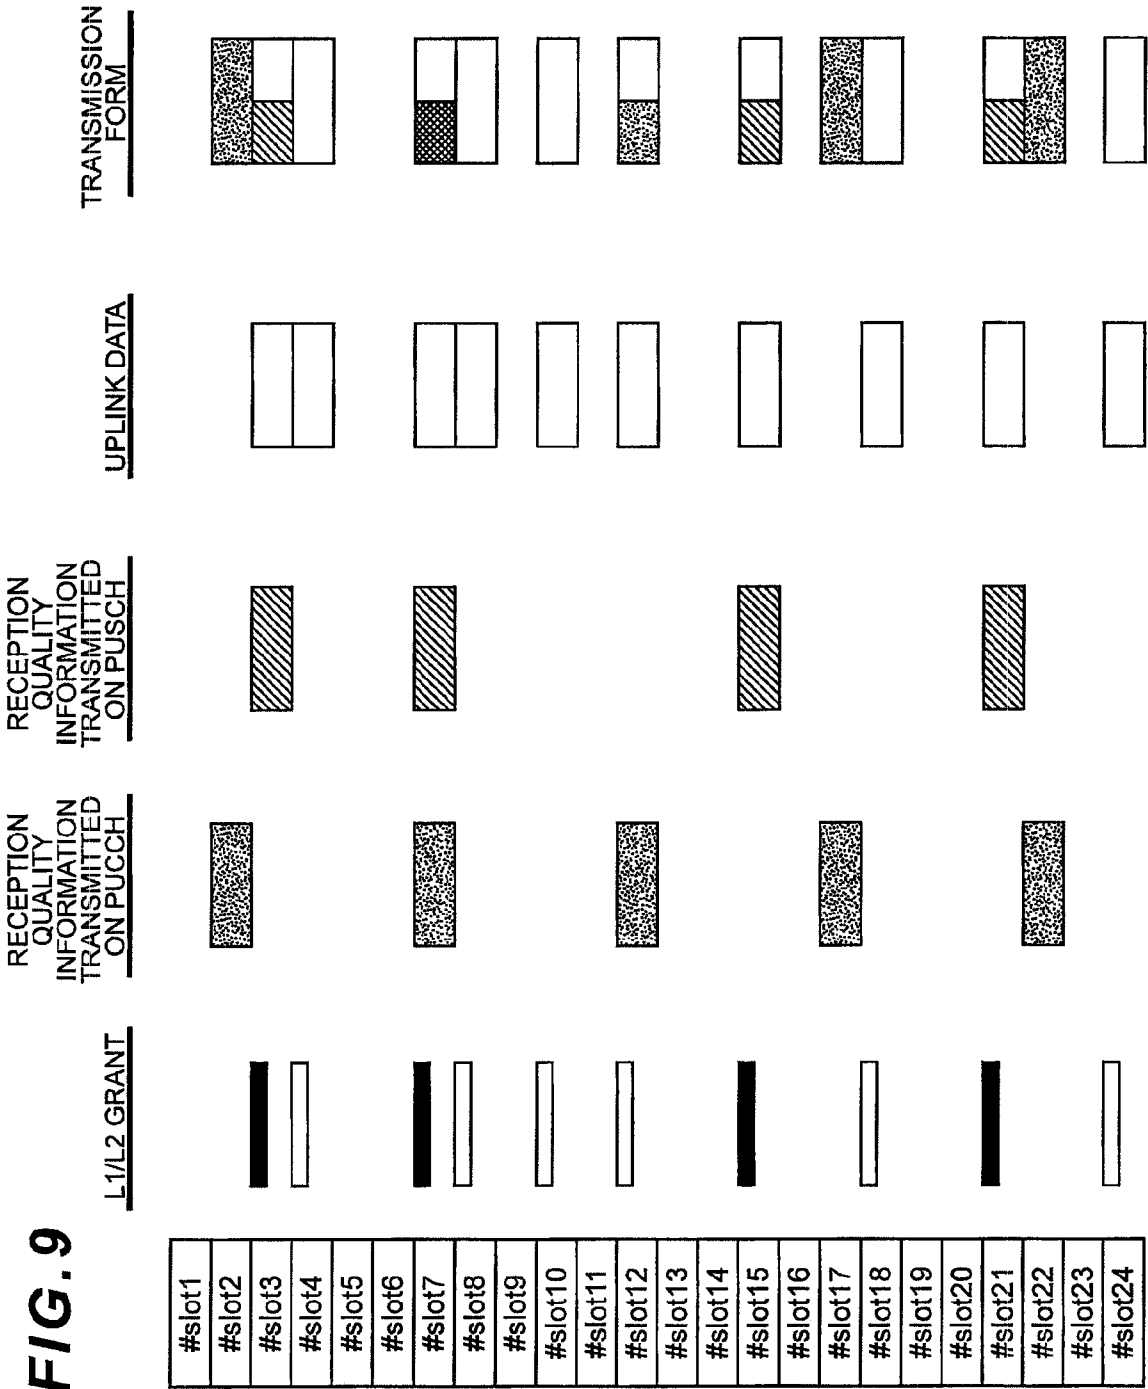 FIG. 9
L1/L2 GRANT
RECEPTION
QUALITY
INFORMATION
TRANSMITTED
ON PUCCH
RECEPTION
QUALITY
INFORMATION
TRANSMITTED
ON PUSCH
UPLINK DATA
TRANSMISSION
FORM
#slot1
#slot2
#slot3
#slot4
#slot5
#slot6
#slot7
#slot8
#slot9
#slot10
#slot11
#slot12
#slot13
#slot14
#slot15
#slot16
#slot17
#slot18
#slot19
#slot20
#slot21
#slot22
#slot23
#slot24